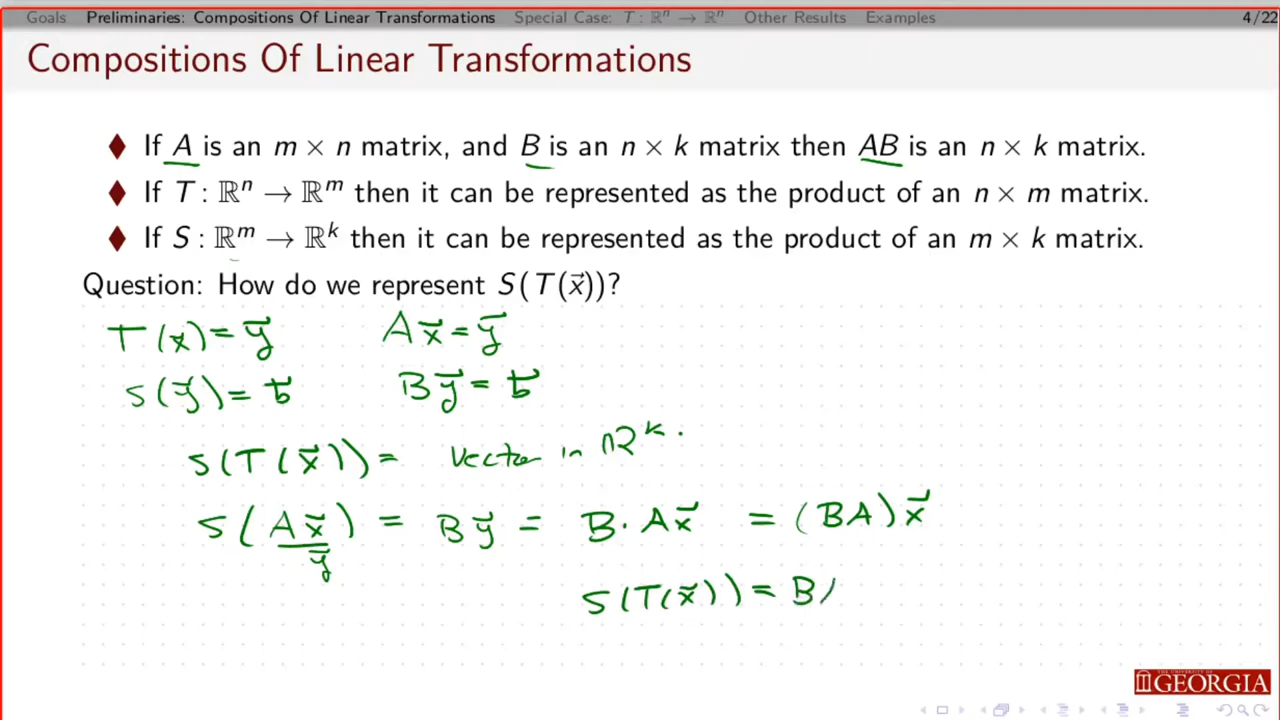 Goals Preliminaries: Compositions Of Linear Transformations Special Case: T : ℝⁿ → ℝⁿ Other Results Examples 4/22
Compositions Of Linear Transformations
♦ If A is an m × n matrix, and B is an n × k matrix then AB is an n × k matrix.
♦ If T : ℝⁿ → ℝᵐ then it can be represented as the product of an n × m matrix.
♦ If S : ℝᵐ → ℝᵏ then it can be represented as the product of an m × k matrix.
Question: How do we represent S(T(x⃗))?
T(x) = y⃗ Ax⃗ = y⃗
S(y⃗) = b⃗ By⃗ = b⃗
S(T(x⃗)) = vector in ℝᵏ.
S(Ax⃗) = By⃗ = B·Ax⃗ = (BA)x⃗
y⃗
S(T(x⃗)) = B
THE UNIVERSITY OF
GEORGIA